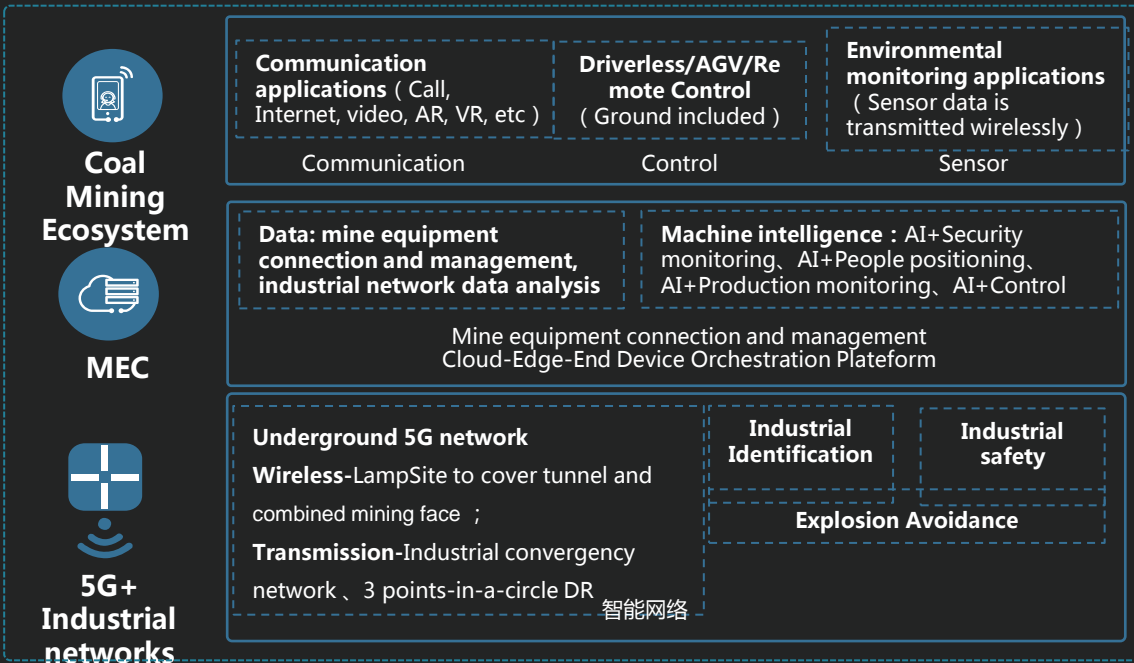 Coal
Mining
Ecosystem
Communication
applications（Call,
Internet, video, AR, VR, etc）
Driverless/AGV/Re
mote Control
（Ground included）
Environmental
monitoring applications
（Sensor data is
transmitted wirelessly）
Communication
Control
Sensor
MEC
Data: mine equipment
connection and management,
industrial network data analysis
Machine intelligence：AI+Security
monitoring、AI+People positioning、
AI+Production monitoring、AI+Control
Mine equipment connection and management
Cloud-Edge-End Device Orchestration Plateform
5G+
Industrial
networks
Underground 5G network
Wireless-LampSite to cover tunnel and
combined mining face ；
Transmission-Industrial convergency
network 、3 points-in-a-circle DR
智能网络
Industrial
Identification
Industrial
safety
Explosion Avoidance